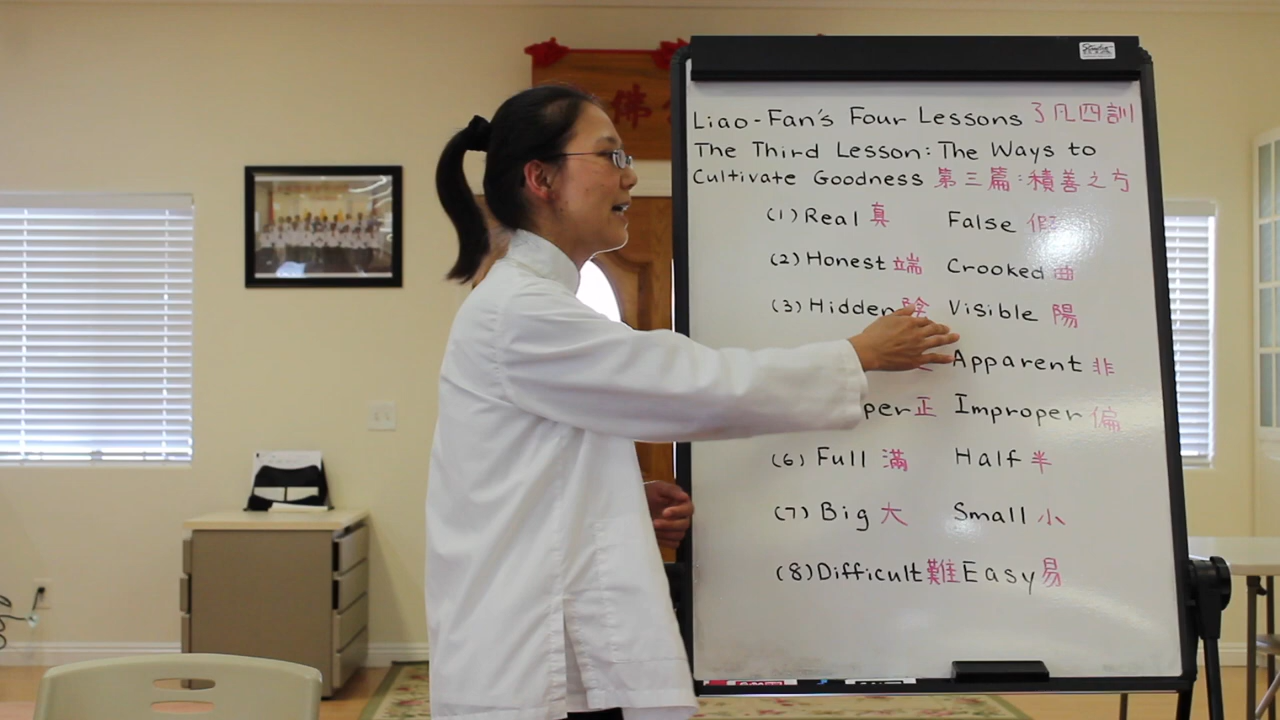 佛
Liao-Fan's Four Lessons 了凡四訓
The Third Lesson: The Ways to
Cultivate Goodness 第三篇:積善之方
(1) Real 真 False 假
(2) Honest 端 Crooked 曲
(3) Hidden 陰 Visible 陽
Apparent 非
per 正 Improper 偏
(6) Full 滿 Half 半
(7) Big 大 Small 小
(8) Difficult 難 Easy 易